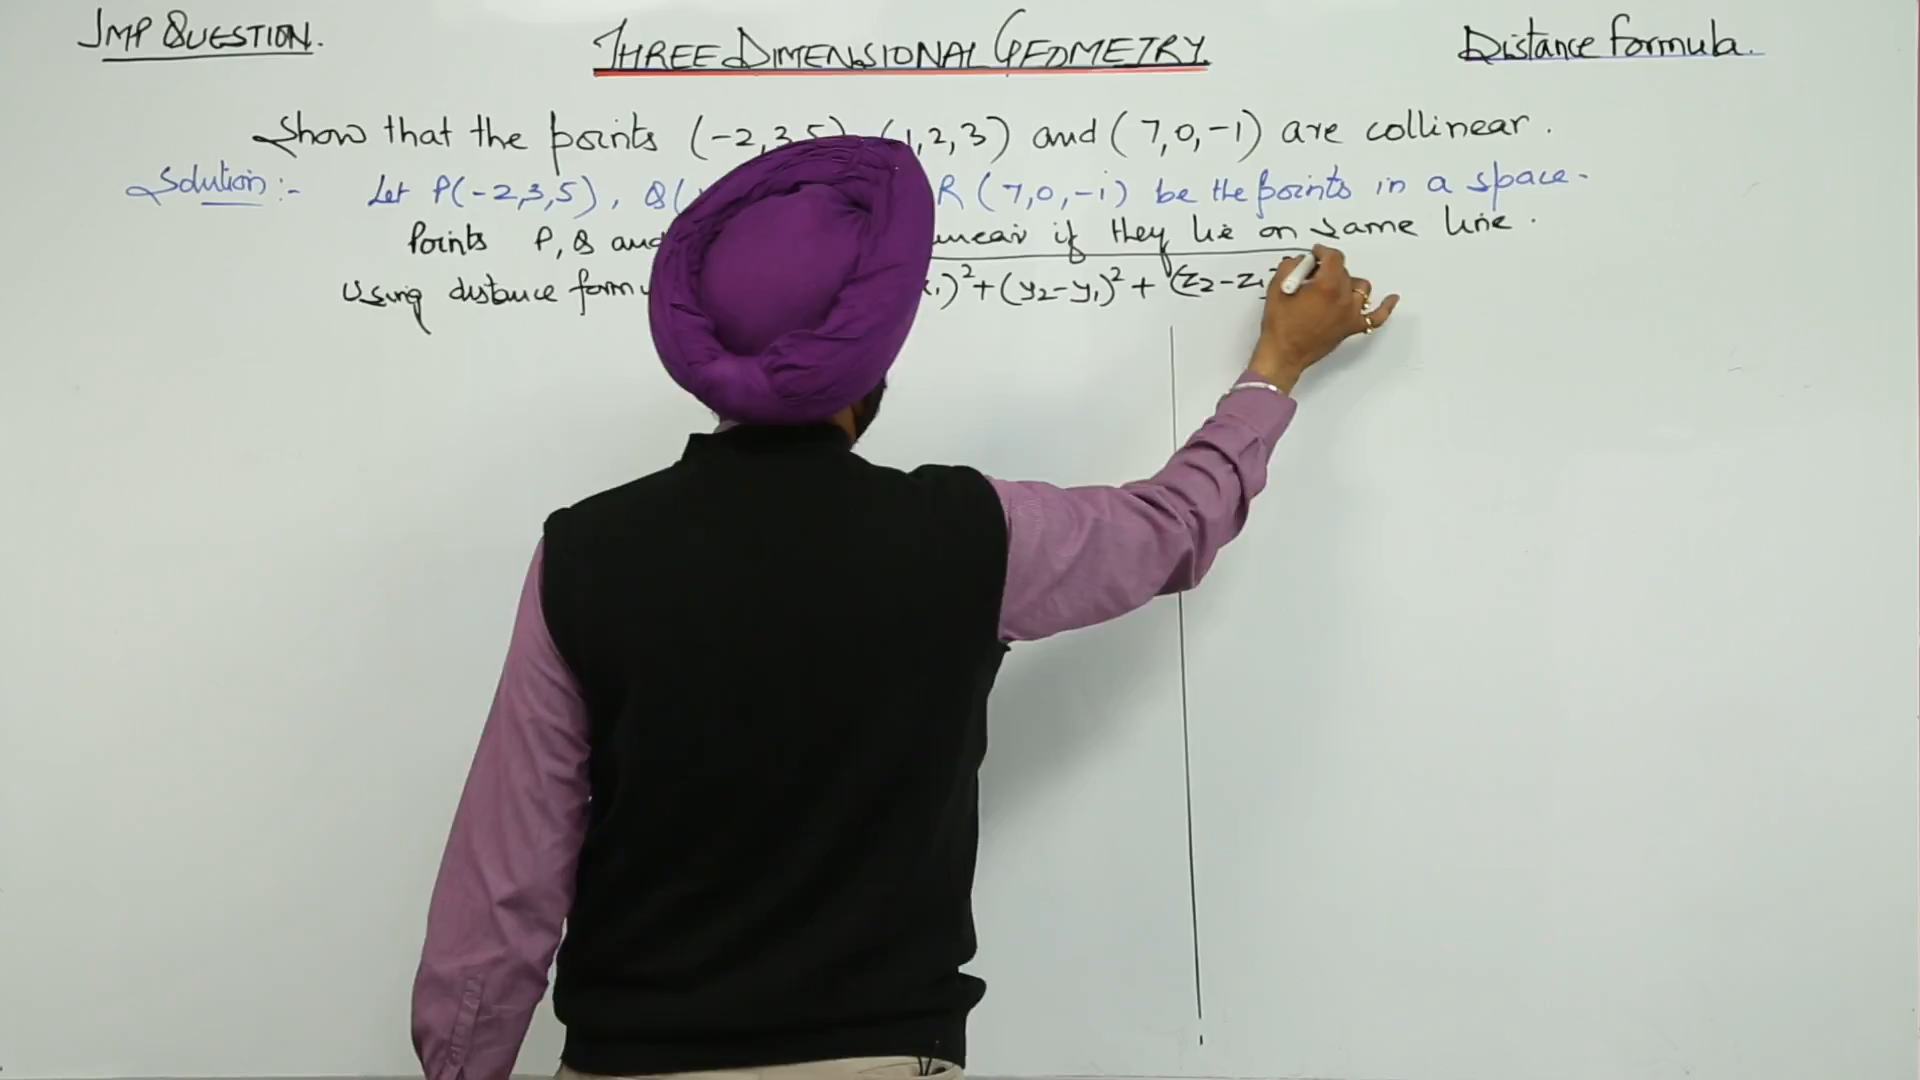 IMP QUESTION.
THREE DIMENSIONAL GEOMETRY.
Distance formula.
Show that the points (-2,3,5) (1,2,3) and (7,0,-1) are collinear.
Solution:- Let P(-2,3,5), Q( R (7,0,-1) be the points in a space.
Points P, Q and if they lie on same line.
Using distance )²+(y₂-y₁)²+(z₂-z₁